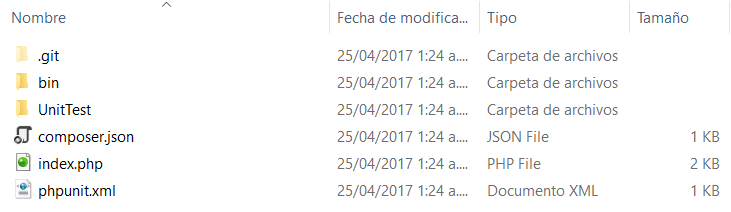 Nombre Fecha de modifica... Tipo Tamaño
.git 25/04/2017 1:24 a.... Carpeta de archivos
bin 25/04/2017 1:24 a.... Carpeta de archivos
UnitTest 25/04/2017 1:24 a.... Carpeta de archivos
composer.json 25/04/2017 1:24 a.... JSON File 1 KB
index.php 25/04/2017 1:24 a.... PHP File 2 KB
phpunit.xml 25/04/2017 1:24 a.... Documento XML 1 KB